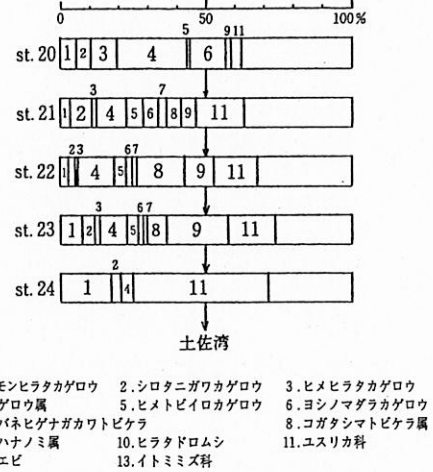 0 50 100%
5 9 11
st.20 1 2 3 4 6
3 7
st.21 1 2 4 5 6 8 9 11
2 3 6 7
st.22 1 4 5 8 9 11
3 6 7
st.23 1 2 4 5 8 9 11
2
st.24 1 4 11
土佐湾
モンヒラタカゲロウ 2.シロタニガワカゲロウ 3.ヒメヒラタカゲロウ
ゲロウ属 5.ヒメトビイロカゲロウ 6.ヨシノマダラカゲロウ
バネヒゲナガカワトビケラ 8.コガタシマトビケラ属
ハナノミ属 10.ヒラタドロムシ 11.ユスリカ科
エビ 13.イトミミズ科